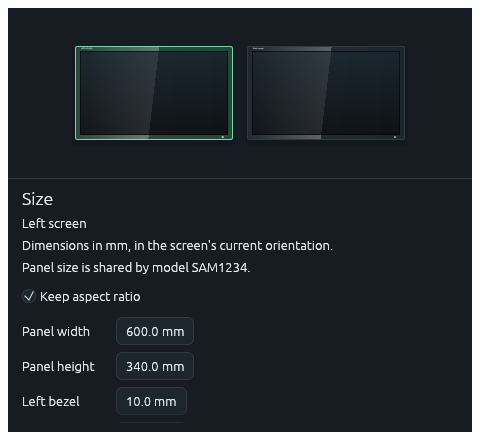 Size
Left screen
Dimensions in mm, in the screen's current orientation.
Panel size is shared by model SAM1234.
Keep aspect ratio
Panel width 600.0 mm
Panel height 340.0 mm
Left bezel 10.0 mm